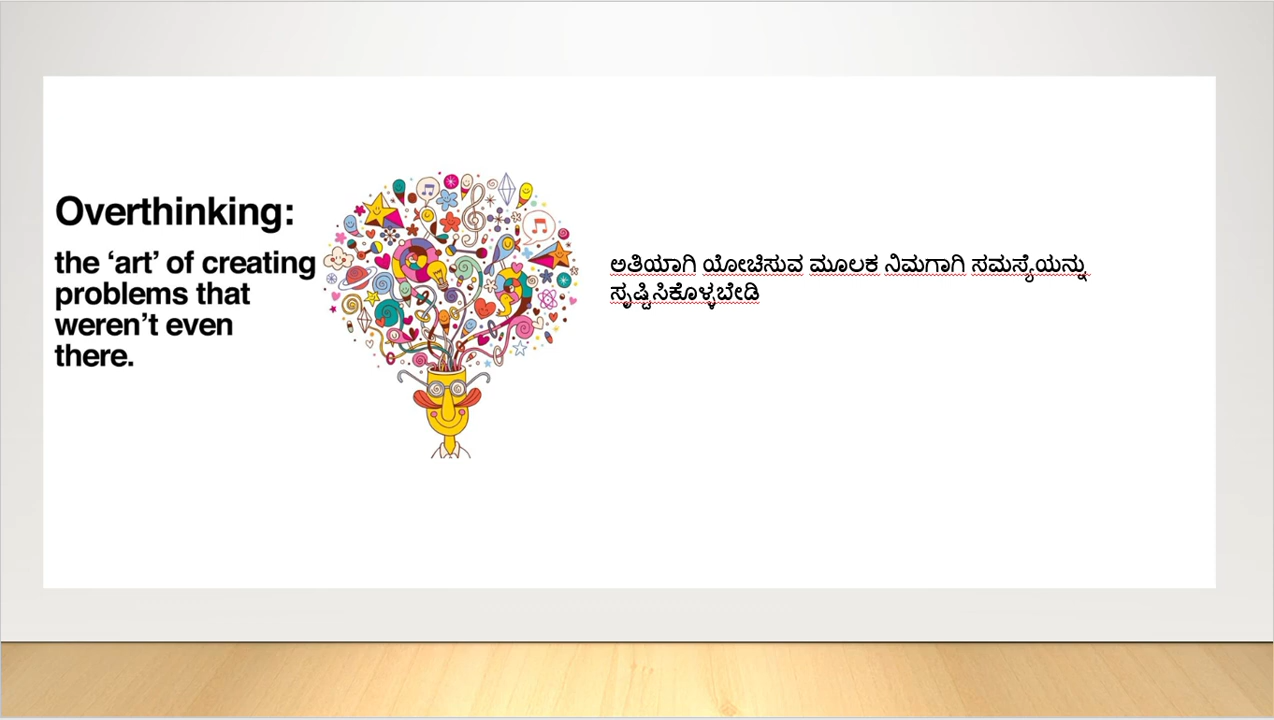 Overthinking:
the ‘art’ of creating
problems that
weren’t even
there.
ಅತಿಯಾಗಿ ಯೋಚಿಸುವ ಮೂಲಕ ನಿಮಗಾಗಿ ಸಮಸ್ಯೆಯನ್ನು
ಸೃಷ್ಟಿಸಿಕೊಳ್ಳಬೇಡಿ